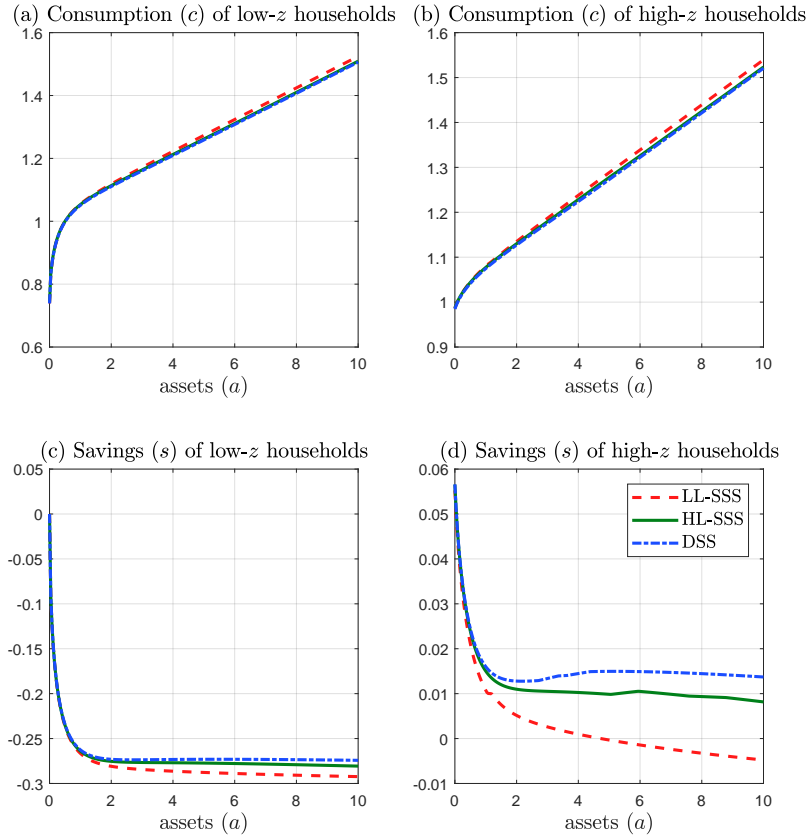 (a) Consumption (c) of low-z households
1.6
1.4
1.2
1
0.8
0.6
0 2 4 6 8 10
assets (a)
(b) Consumption (c) of high-z households
1.6
1.5
1.4
1.3
1.2
1.1
1
0.9
0 2 4 6 8 10
assets (a)
(c) Savings (s) of low-z households
0.05
0
-0.05
-0.1
-0.15
-0.2
-0.25
-0.3
0 2 4 6 8 10
assets (a)
(d) Savings (s) of high-z households
0.06
0.05
0.04
0.03
0.02
0.01
0
-0.01
LL-SSS
HL-SSS
DSS
0 2 4 6 8 10
assets (a)